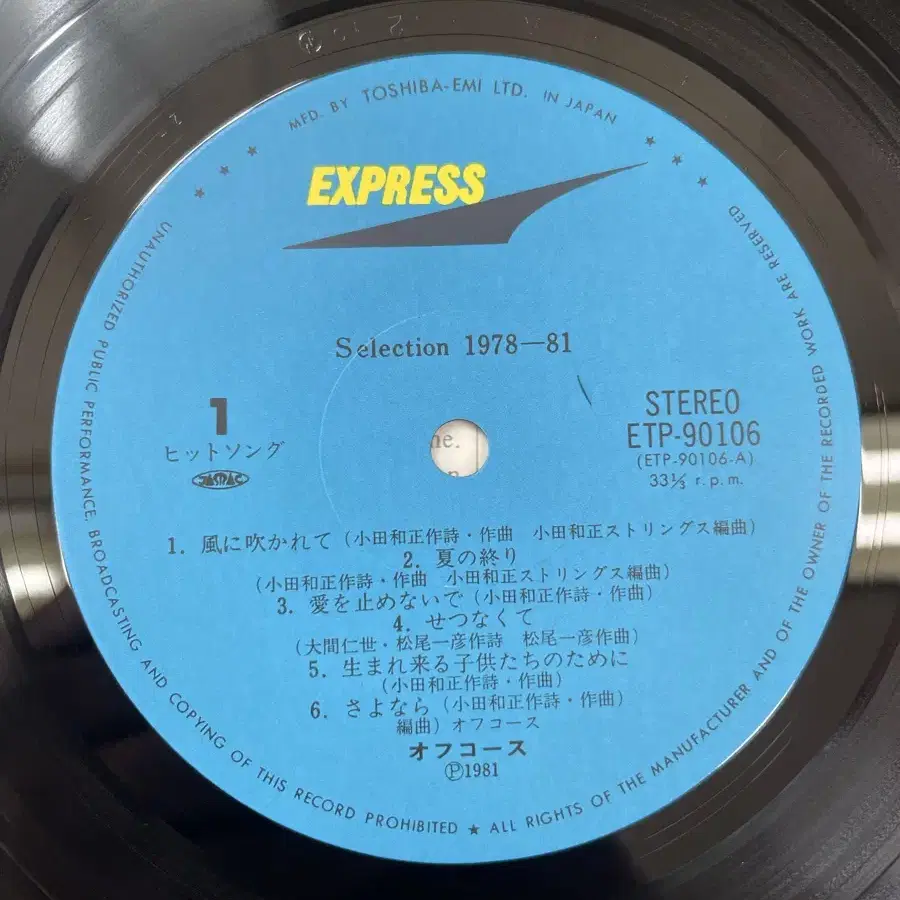 MFD. BY TOSHIBA-EMI LTD. IN JAPAN
EXPRESS
Selection 1978—81
1
ヒットソング
JASRAC
STEREO
ETP-90106
(ETP-90106-A)
33⅓ r.p.m.
1. 風に吹かれて (小田和正作詩・作曲 小田和正ストリングス編曲)
2. 夏の終り
(小田和正作詩・作曲 小田和正ストリングス編曲)
3. 愛を止めないで (小田和正作詩・作曲)
4. せつなくて
(大間仁世・松尾一彦作詩 松尾一彦作曲)
5. 生まれ来る子供たちのために
(小田和正作詩・作曲)
6. さよなら (小田和正作詩・作曲)
編曲) オフコース
オフコース
Ⓟ1981
UNAUTHORIZED PUBLIC PERFORMANCE, BROADCASTING AND COPYING OF THIS RECORD PROHIBITED ★ ALL RIGHTS OF THE MANUFACTURER AND OF THE OWNER OF THE RECORDED WORK ARE RESERVED